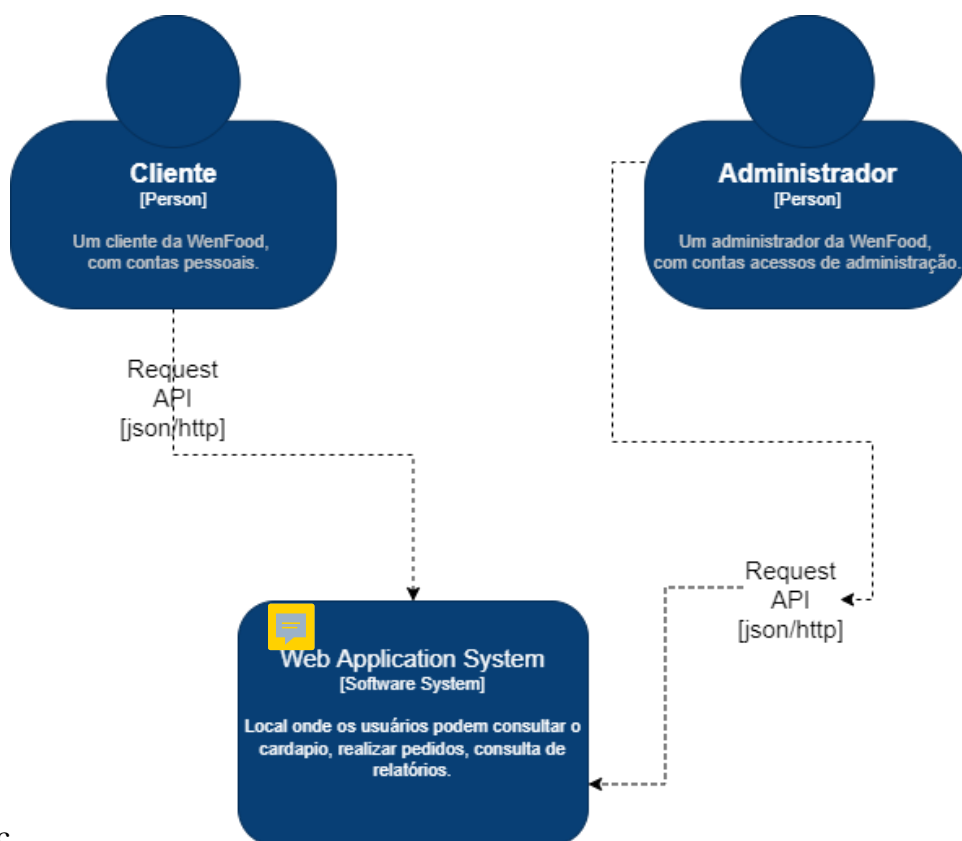 Cliente
[Person]
Um cliente da WenFood,
com contas pessoais.
Administrador
[Person]
Um administrador da WenFood,
com contas acessos de administração.
Request
API
[json/http]
Request
API
[json/http]
Web Application System
[Software System]
Local onde os usuários podem consultar o
cardapio, realizar pedidos, consulta de
relatórios.